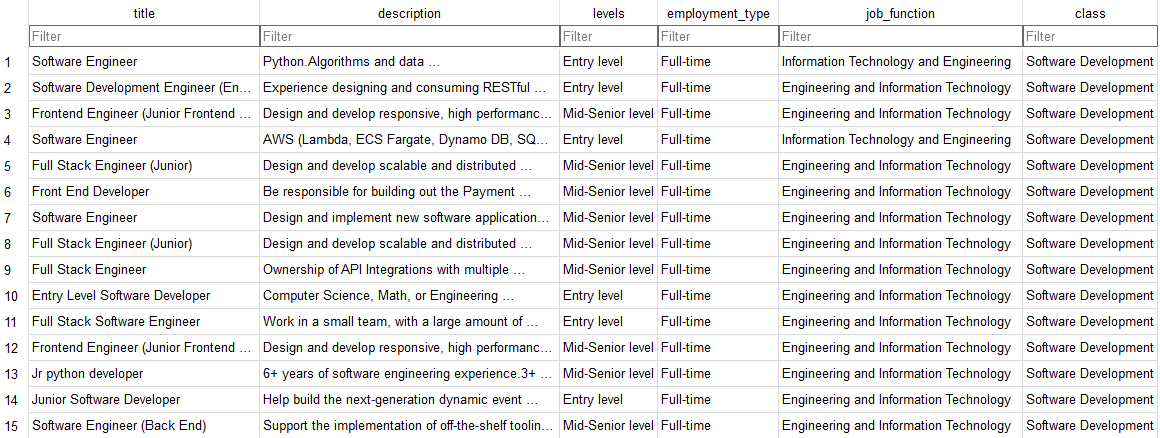 title description levels employment_type job_function class
Filter Filter Filter Filter Filter Filter
1 Software Engineer Python.Algorithms and data ... Entry level Full-time Information Technology and Engineering Software Development
2 Software Development Engineer (En... Experience designing and consuming RESTful ... Entry level Full-time Engineering and Information Technology Software Development
3 Frontend Engineer (Junior Frontend ... Design and develop responsive, high performanc... Mid-Senior level Full-time Engineering and Information Technology Software Development
4 Software Engineer AWS (Lambda, ECS Fargate, Dynamo DB, SQ... Entry level Full-time Information Technology and Engineering Software Development
5 Full Stack Engineer (Junior) Design and develop scalable and distributed ... Mid-Senior level Full-time Engineering and Information Technology Software Development
6 Front End Developer Be responsible for building out the Payment ... Mid-Senior level Full-time Engineering and Information Technology Software Development
7 Software Engineer Design and implement new software application... Mid-Senior level Full-time Engineering and Information Technology Software Development
8 Full Stack Engineer (Junior) Design and develop scalable and distributed ... Mid-Senior level Full-time Engineering and Information Technology Software Development
9 Full Stack Engineer Ownership of API Integrations with multiple ... Mid-Senior level Full-time Engineering and Information Technology Software Development
10 Entry Level Software Developer Computer Science, Math, or Engineering ... Entry level Full-time Engineering and Information Technology Software Development
11 Full Stack Software Engineer Work in a small team, with a large amount of ... Entry level Full-time Engineering and Information Technology Software Development
12 Frontend Engineer (Junior Frontend ... Design and develop responsive, high performanc... Mid-Senior level Full-time Engineering and Information Technology Software Development
13 Jr python developer 6+ years of software engineering experience.3+ ... Mid-Senior level Full-time Engineering and Information Technology Software Development
14 Junior Software Developer Help build the next-generation dynamic event ... Entry level Full-time Engineering and Information Technology Software Development
15 Software Engineer (Back End) Support the implementation of off-the-shelf toolin... Mid-Senior level Full-time Engineering and Information Technology Software Development